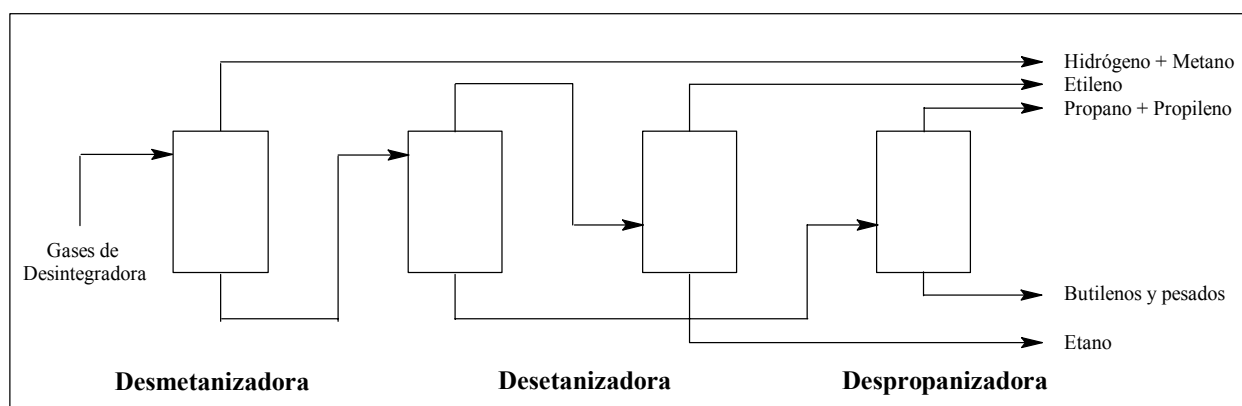 Hidrógeno + Metano
Etileno
Propano + Propileno
Gases de
Desintegradora
Butilenos y pesados
Etano
Desmetanizadora
Desetanizadora
Despropanizadora